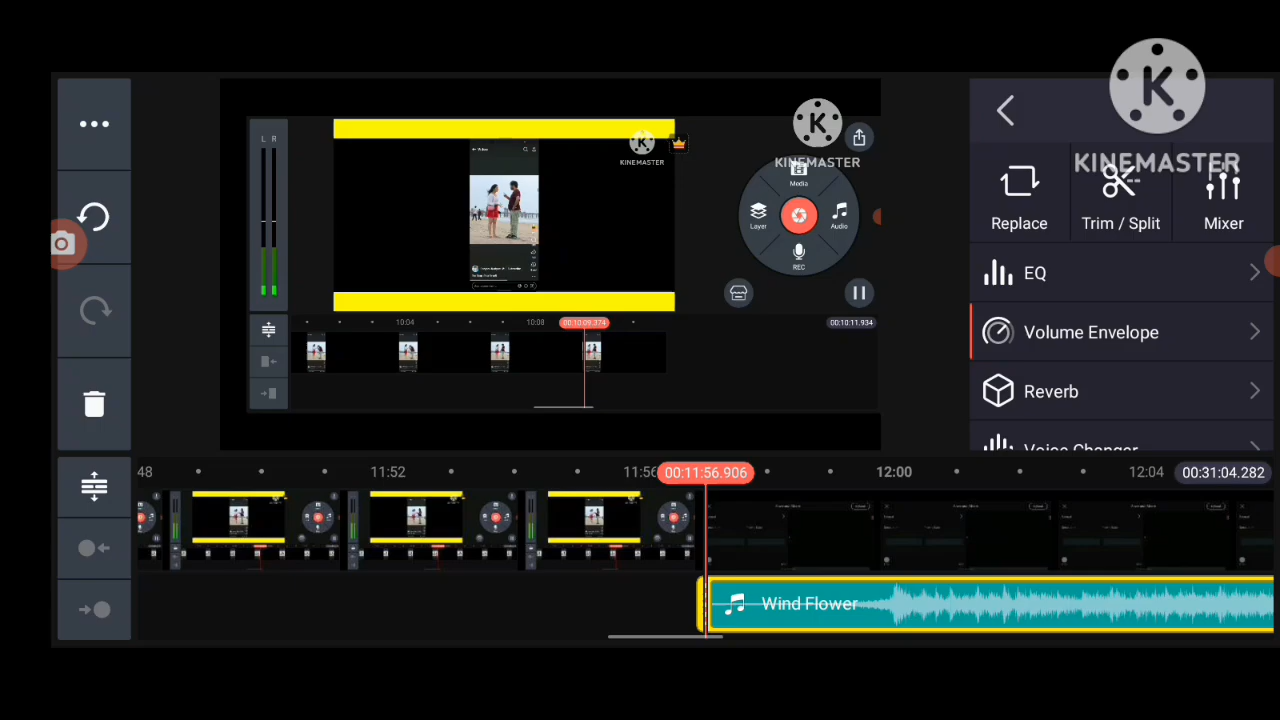 L R
KINEMASTER
KINEMASTER
KINEMASTER
Media
Layer
Audio
REC
Replace
Trim / Split
Mixer
EQ
Volume Envelope
Reverb
Voice Changer
10:04
10:08
00:10:09.374
00:10:11.934
48
11:52
11:56
00:11:56.906
12:00
12:04
00:31:04.282
Wind Flower